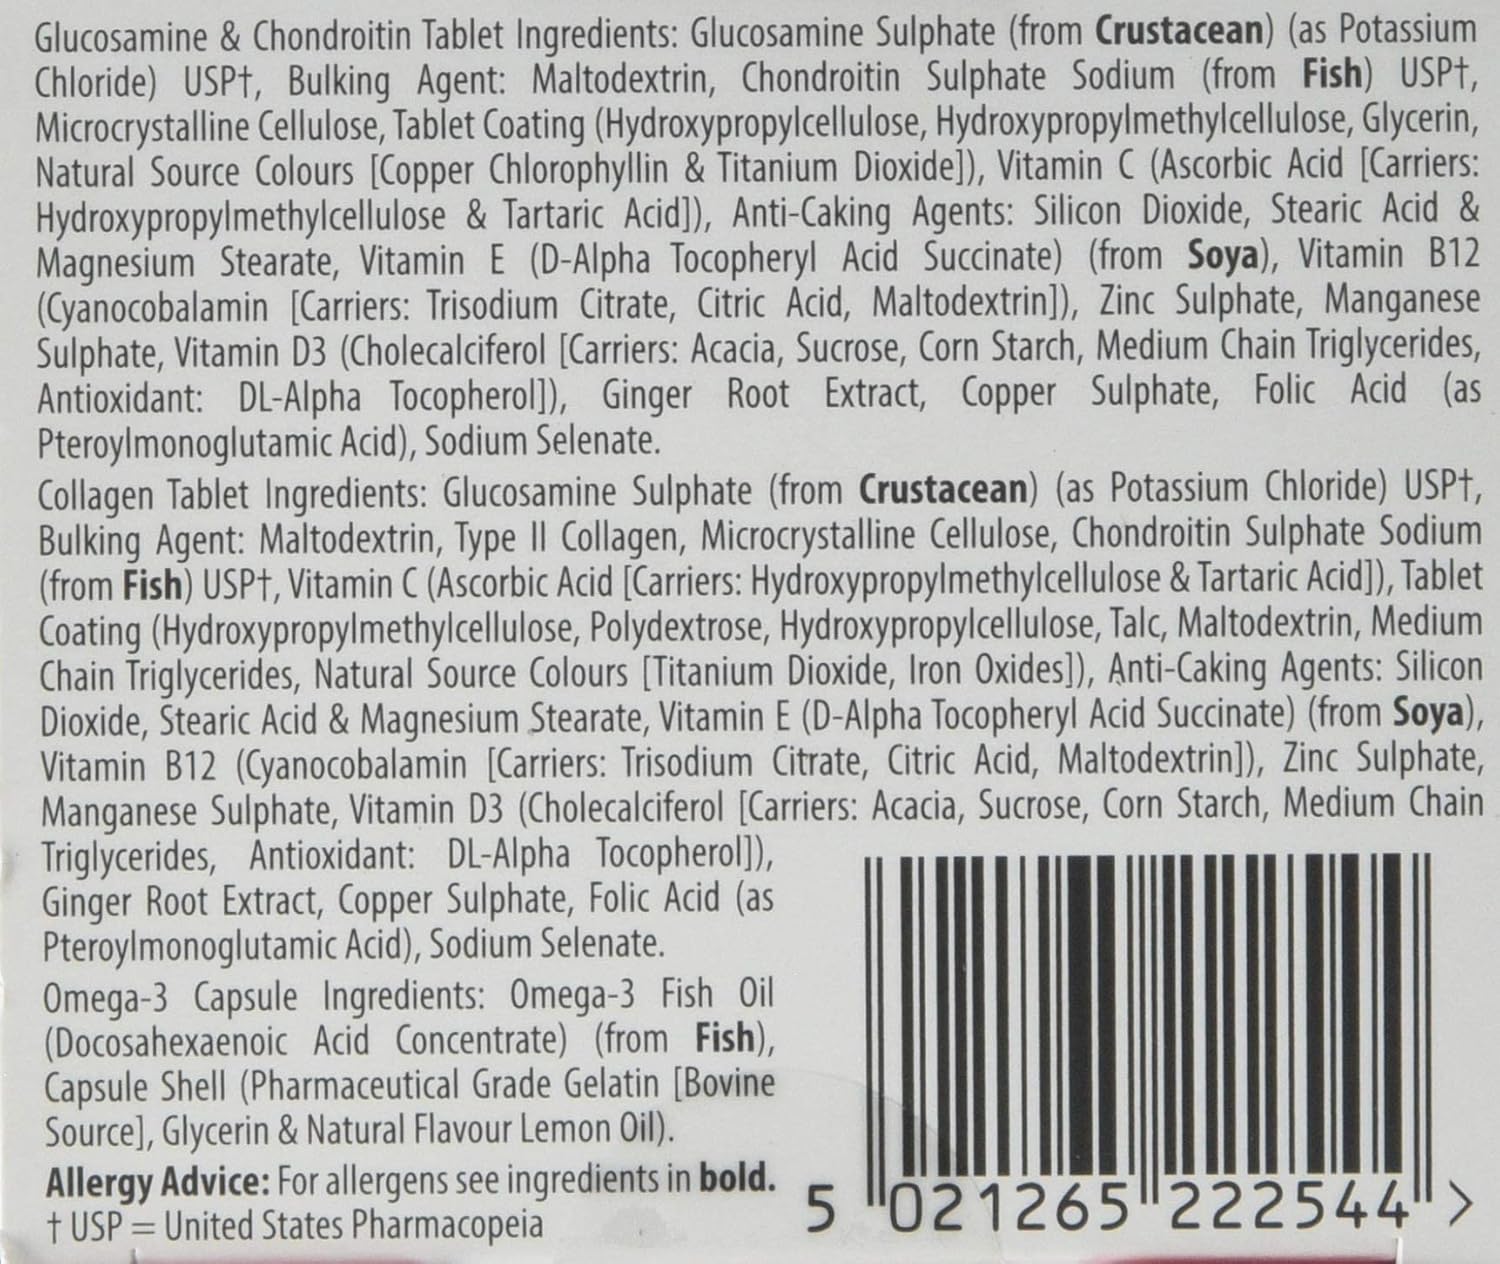 Glucosamine & Chondroitin Tablet Ingredients: Glucosamine Sulphate (from Crustacean) (as Potassium
Chloride) USP†, Bulking Agent: Maltodextrin, Chondroitin Sulphate Sodium (from Fish) USP†,
Microcrystalline Cellulose, Tablet Coating (Hydroxypropylcellulose, Hydroxypropylmethylcellulose, Glycerin,
Natural Source Colours [Copper Chlorophyllin & Titanium Dioxide]), Vitamin C (Ascorbic Acid [Carriers:
Hydroxypropylmethylcellulose & Tartaric Acid]), Anti-Caking Agents: Silicon Dioxide, Stearic Acid &
Magnesium Stearate, Vitamin E (D-Alpha Tocopheryl Acid Succinate) (from Soya), Vitamin B12
(Cyanocobalamin [Carriers: Trisodium Citrate, Citric Acid, Maltodextrin]), Zinc Sulphate, Manganese
Sulphate, Vitamin D3 (Cholecalciferol [Carriers: Acacia, Sucrose, Corn Starch, Medium Chain Triglycerides,
Antioxidant: DL-Alpha Tocopherol]), Ginger Root Extract, Copper Sulphate, Folic Acid (as
Pteroylmonoglutamic Acid), Sodium Selenate.
Collagen Tablet Ingredients: Glucosamine Sulphate (from Crustacean) (as Potassium Chloride) USP†,
Bulking Agent: Maltodextrin, Type II Collagen, Microcrystalline Cellulose, Chondroitin Sulphate Sodium
(from Fish) USP†, Vitamin C (Ascorbic Acid [Carriers: Hydroxypropylmethylcellulose & Tartaric Acid]), Tablet
Coating (Hydroxypropylmethylcellulose, Polydextrose, Hydroxypropylcellulose, Talc, Maltodextrin, Medium
Chain Triglycerides, Natural Source Colours [Titanium Dioxide, Iron Oxides]), Anti-Caking Agents: Silicon
Dioxide, Stearic Acid & Magnesium Stearate, Vitamin E (D-Alpha Tocopheryl Acid Succinate) (from Soya),
Vitamin B12 (Cyanocobalamin [Carriers: Trisodium Citrate, Citric Acid, Maltodextrin]), Zinc Sulphate,
Manganese Sulphate, Vitamin D3 (Cholecalciferol [Carriers: Acacia, Sucrose, Corn Starch, Medium Chain
Triglycerides, Antioxidant: DL-Alpha Tocopherol]),
Ginger Root Extract, Copper Sulphate, Folic Acid (as
Pteroylmonoglutamic Acid), Sodium Selenate.
Omega-3 Capsule Ingredients: Omega-3 Fish Oil
(Docosahexaenoic Acid Concentrate) (from Fish),
Capsule Shell (Pharmaceutical Grade Gelatin [Bovine
Source], Glycerin & Natural Flavour Lemon Oil).
Allergy Advice: For allergens see ingredients in bold.
† USP = United States Pharmacopeia
5 021265 222544 >